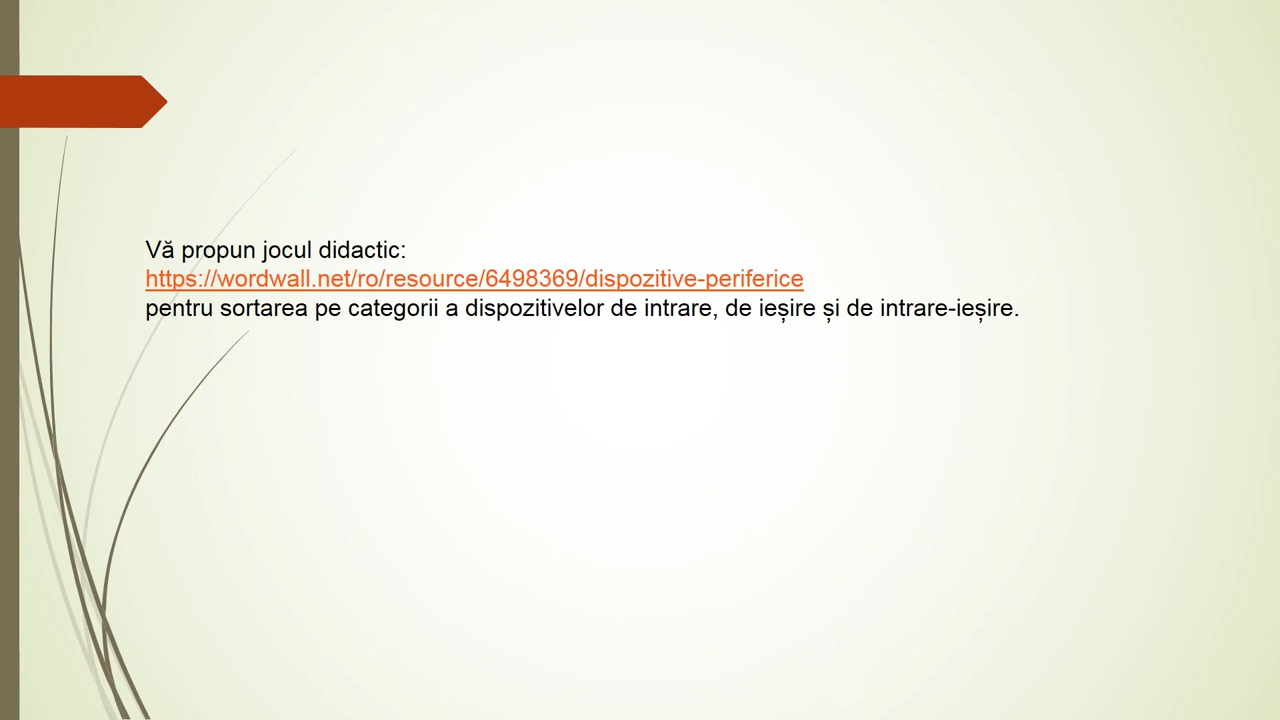 Vă propun jocul didactic:
https://wordwall.net/ro/resource/6498369/dispozitive-periferice
pentru sortarea pe categorii a dispozitivelor de intrare, de ieșire și de intrare-ieșire.